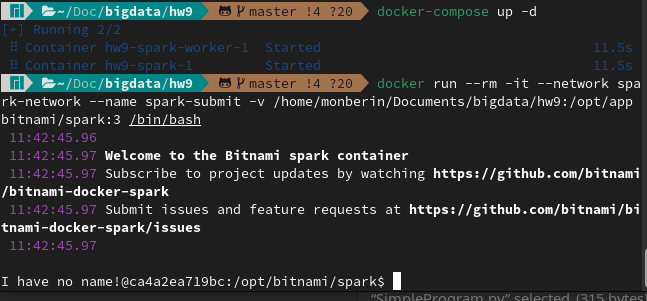 ~/Doc/bigdata/hw9 master !4 ?20 docker-compose up -d
[+] Running 2/2
⠿ Container hw9-spark-worker-1 Started 11.5s
⠿ Container hw9-spark-1 Started 11.5s
~/Doc/bigdata/hw9 master !4 ?20 docker run --rm -it --network spa
rk-network --name spark-submit -v /home/monberin/Documents/bigdata/hw9:/opt/app
bitnami/spark:3 /bin/bash
11:42:45.96
11:42:45.97 Welcome to the Bitnami spark container
11:42:45.97 Subscribe to project updates by watching https://github.com/bitnami
/bitnami-docker-spark
11:42:45.97 Submit issues and feature requests at https://github.com/bitnami/bi
tnami-docker-spark/issues
11:42:45.97
I have no name!@ca4a2ea719bc:/opt/bitnami/spark$
"SimpleProgram.py" selected (315 bytes)